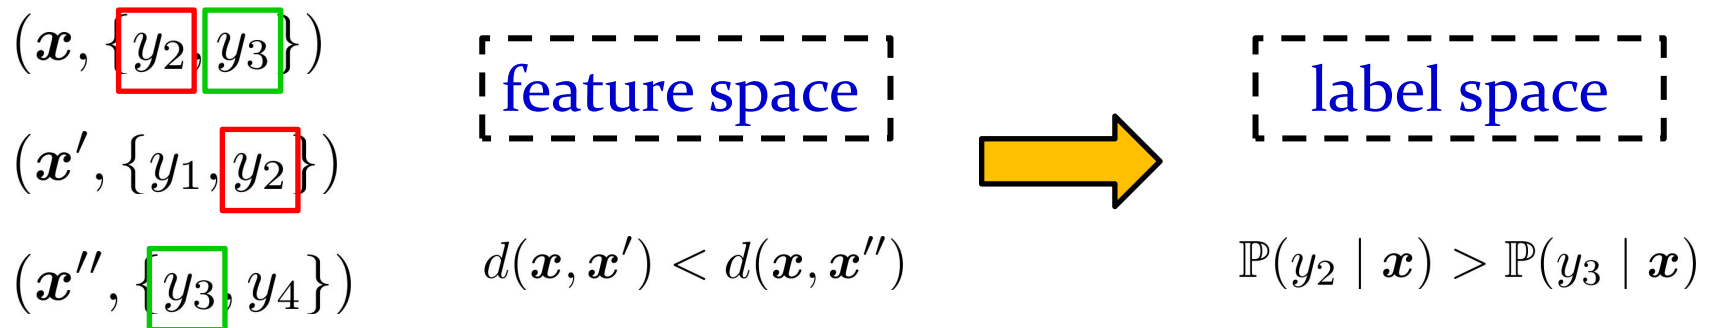 (x, {y₂, y₃})
(x′, {y₁, y₂})
(x″, {y₃, y₄})
feature space
d(x, x′) < d(x, x″)
label space
ℙ(y₂ | x) > ℙ(y₃ | x)